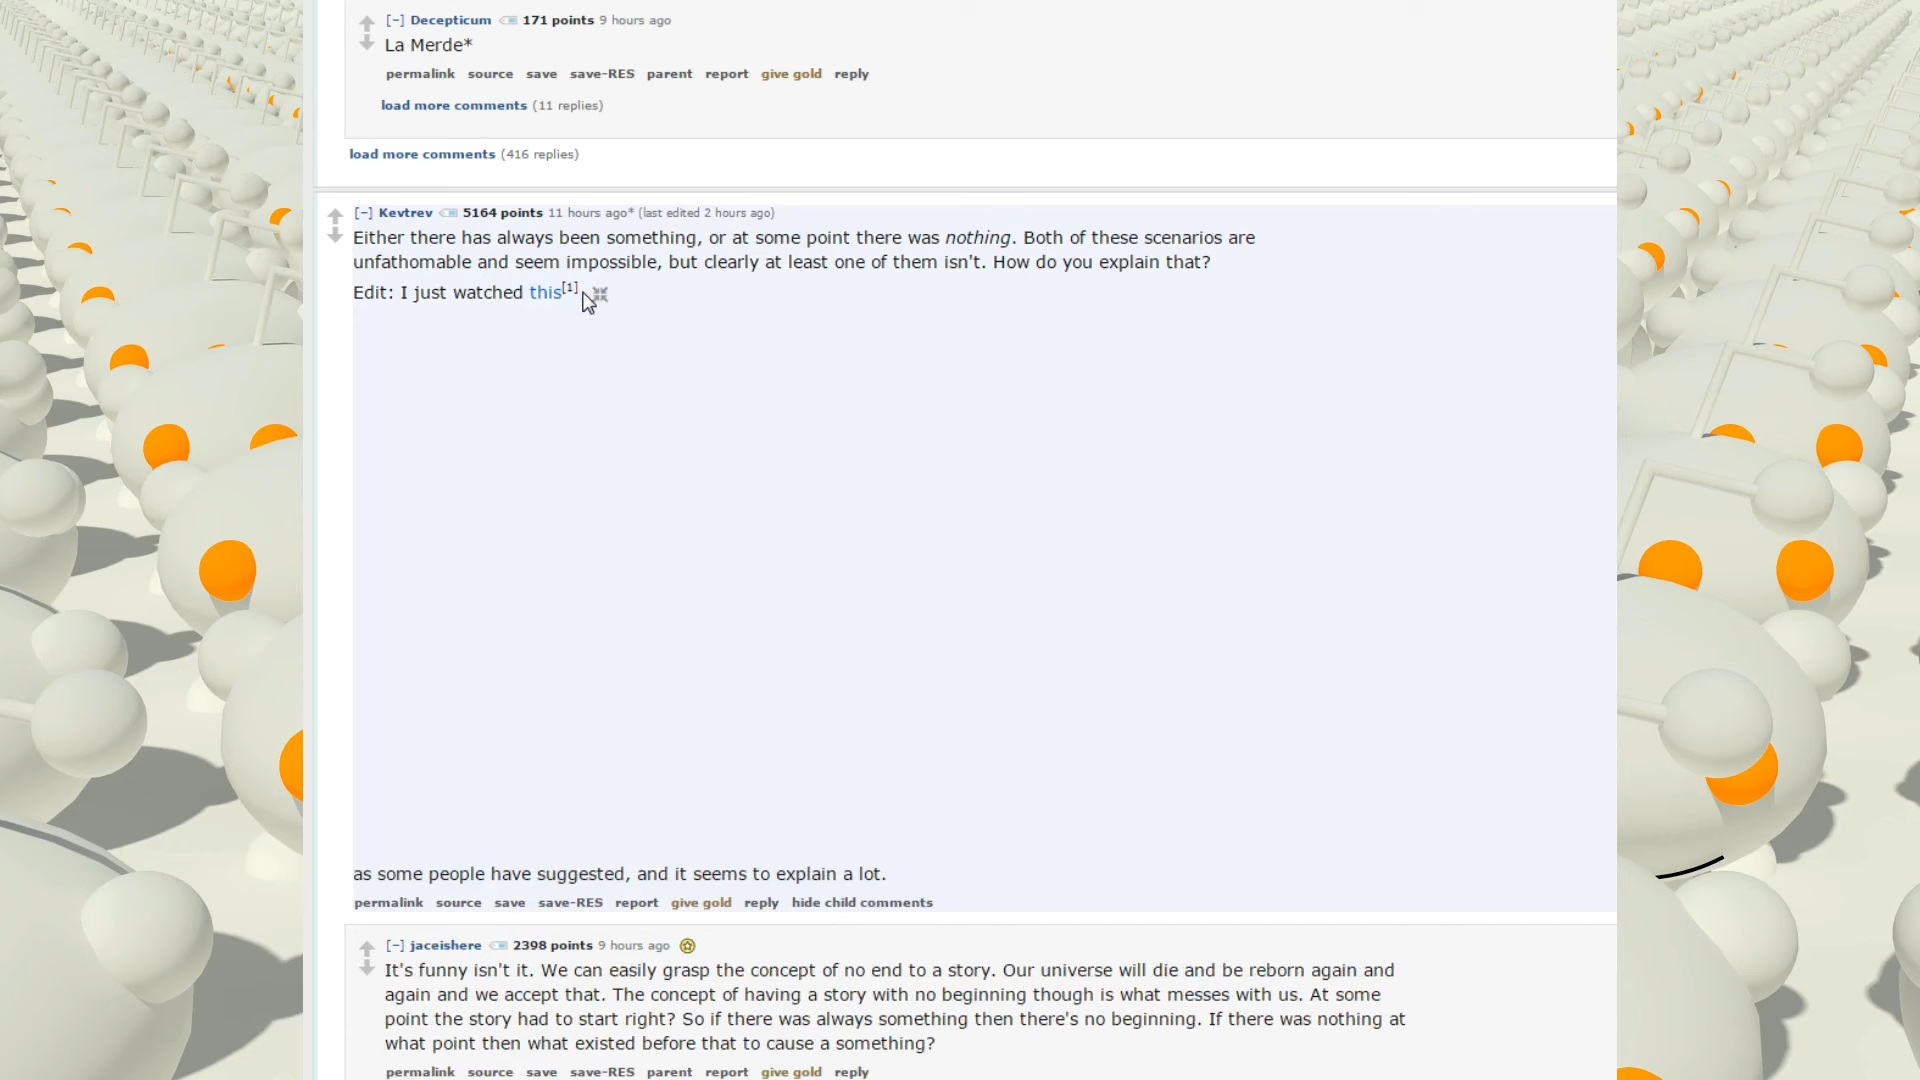 [–] Decepticum 171 points 9 hours ago
La Merde*
permalink source save save-RES parent report give gold reply
load more comments (11 replies)
load more comments (416 replies)
[–] Kevtrev 5164 points 11 hours ago* (last edited 2 hours ago)
Either there has always been something, or at some point there was nothing. Both of these scenarios are
unfathomable and seem impossible, but clearly at least one of them isn't. How do you explain that?
Edit: I just watched this[1]
as some people have suggested, and it seems to explain a lot.
permalink source save save-RES report give gold reply hide child comments
[–] jaceishere 2398 points 9 hours ago
It's funny isn't it. We can easily grasp the concept of no end to a story. Our universe will die and be reborn again and
again and we accept that. The concept of having a story with no beginning though is what messes with us. At some
point the story had to start right? So if there was always something then there's no beginning. If there was nothing at
what point then what existed before that to cause a something?
permalink source save save-RES parent report give gold reply